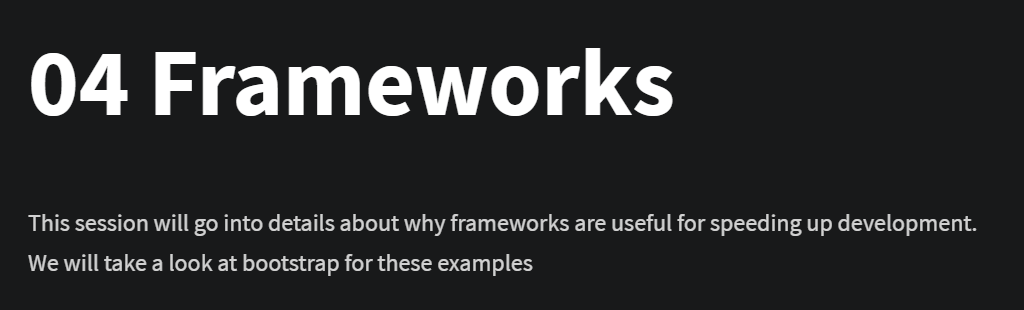 04 Frameworks
This session will go into details about why frameworks are useful for speeding up development.
We will take a look at bootstrap for these examples